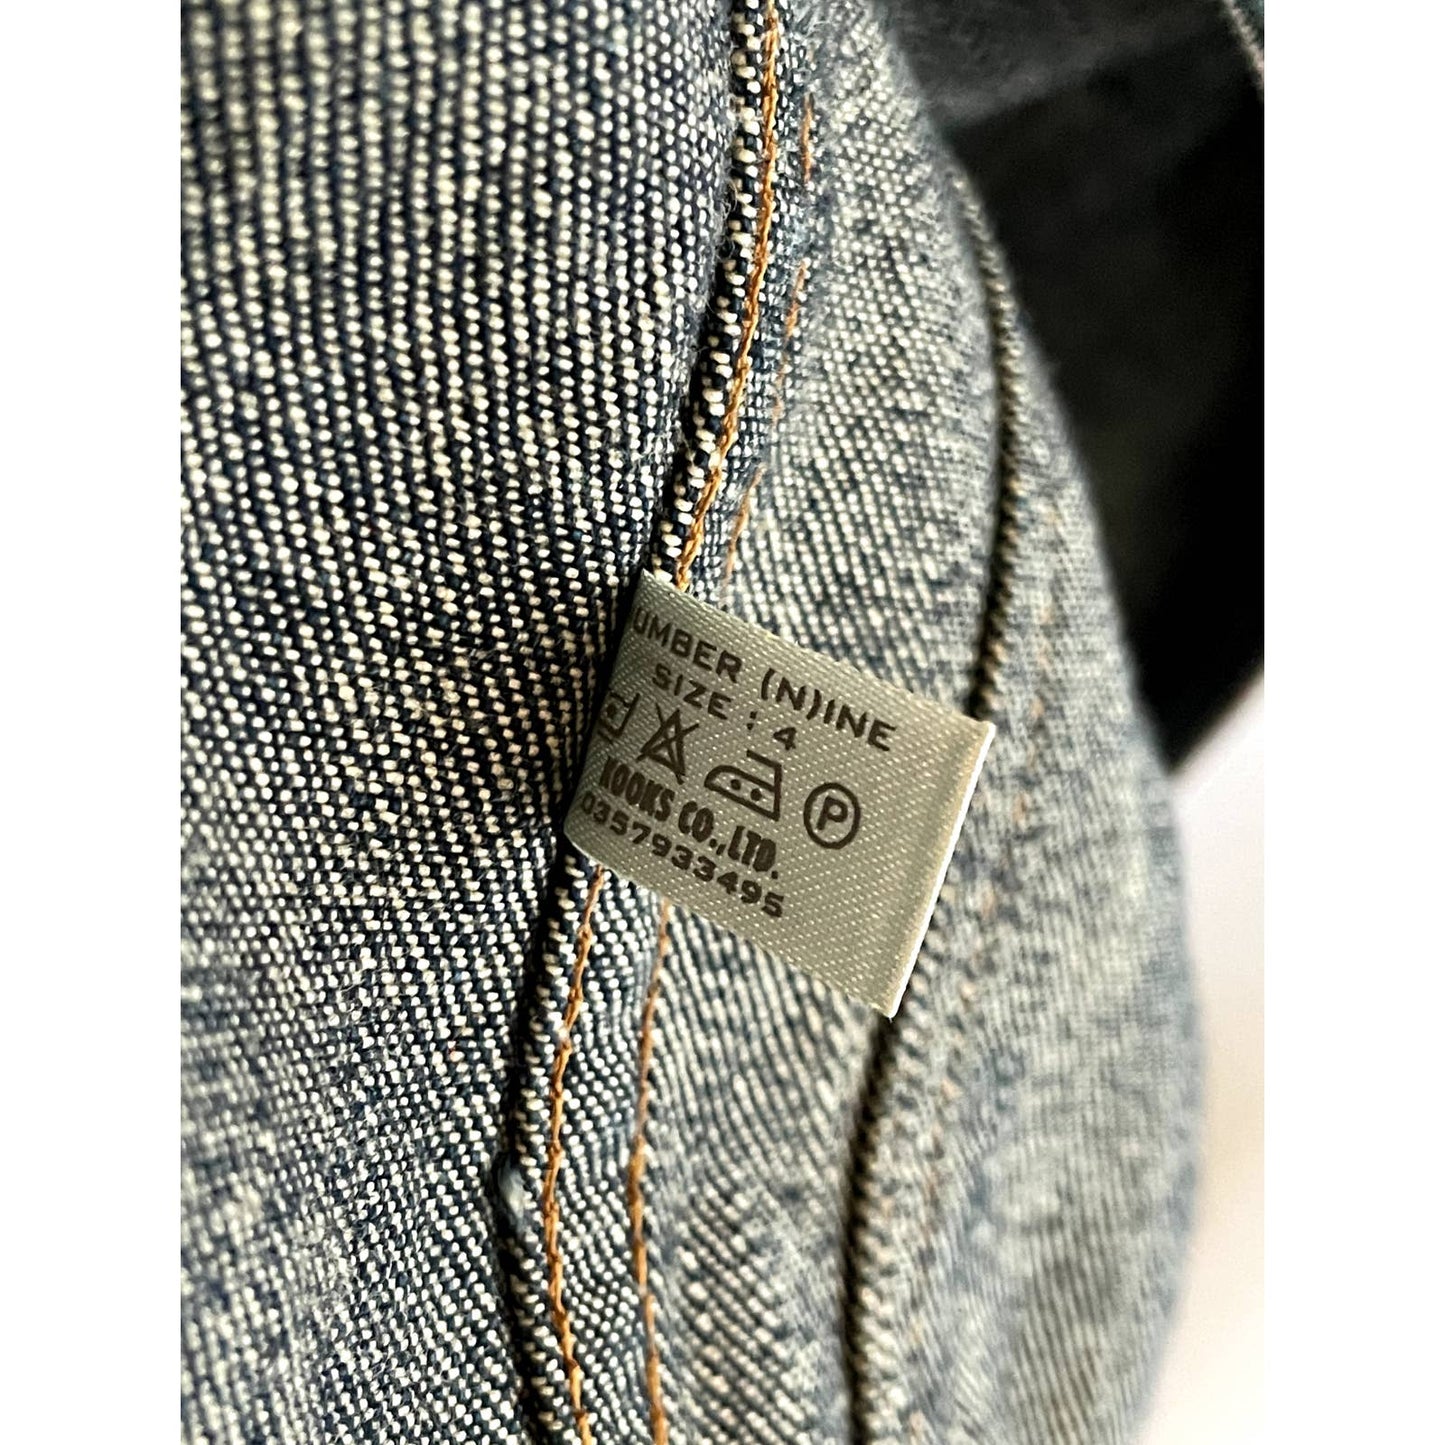 UMBER (N)INE
SIZE : 4
P
KOOKS CO.,LTD.
0357933495